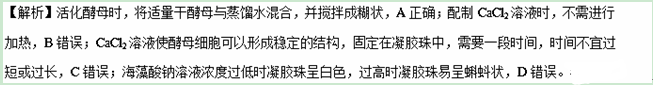 【解析】活化酵母时，将适量干酵母与蒸馏水混合，并搅拌成糊状，A 正确；配制 CaCl₂ 溶液时，不需进行
加热，B 错误；CaCl₂ 溶液使酵母细胞可以形成稳定的结构，固定在凝胶珠中，需要一段时间，时间不宜过
短或过长，C 错误；海藻酸钠溶液浓度过低时凝胶珠呈白色，过高时凝胶珠易呈蝌蚪状，D 错误。